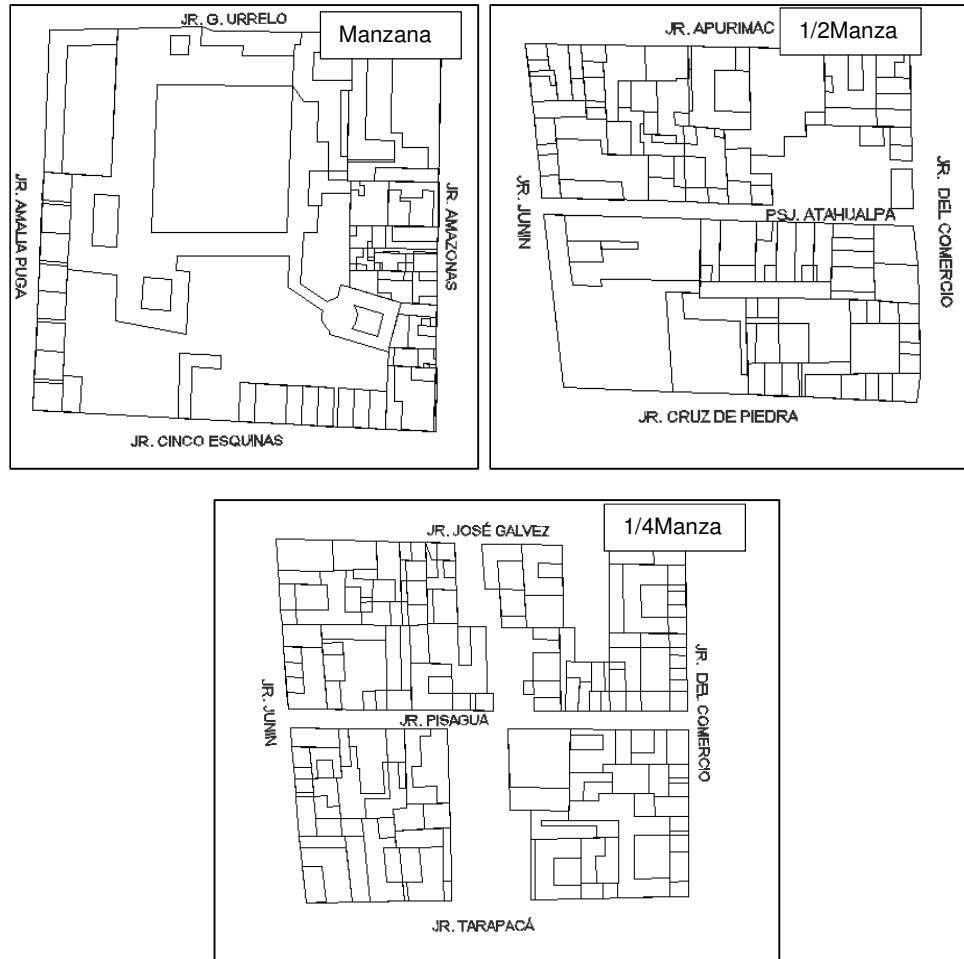 JR. G. URRELO
Manzana
JR. AMALIA PUGA
JR. AMAZONAS
JR. CINCO ESQUINAS
JR. APURIMAC
1/2Manza
JR. JUNIN
PSJ. ATAHUALPA
JR. DEL COMERCIO
JR. CRUZ DE PIEDRA
JR. JOSÉ GALVEZ
1/4Manza
JR. JUNIN
JR. PISAGUA
JR. DEL COMERCIO
JR. TARAPACÁ